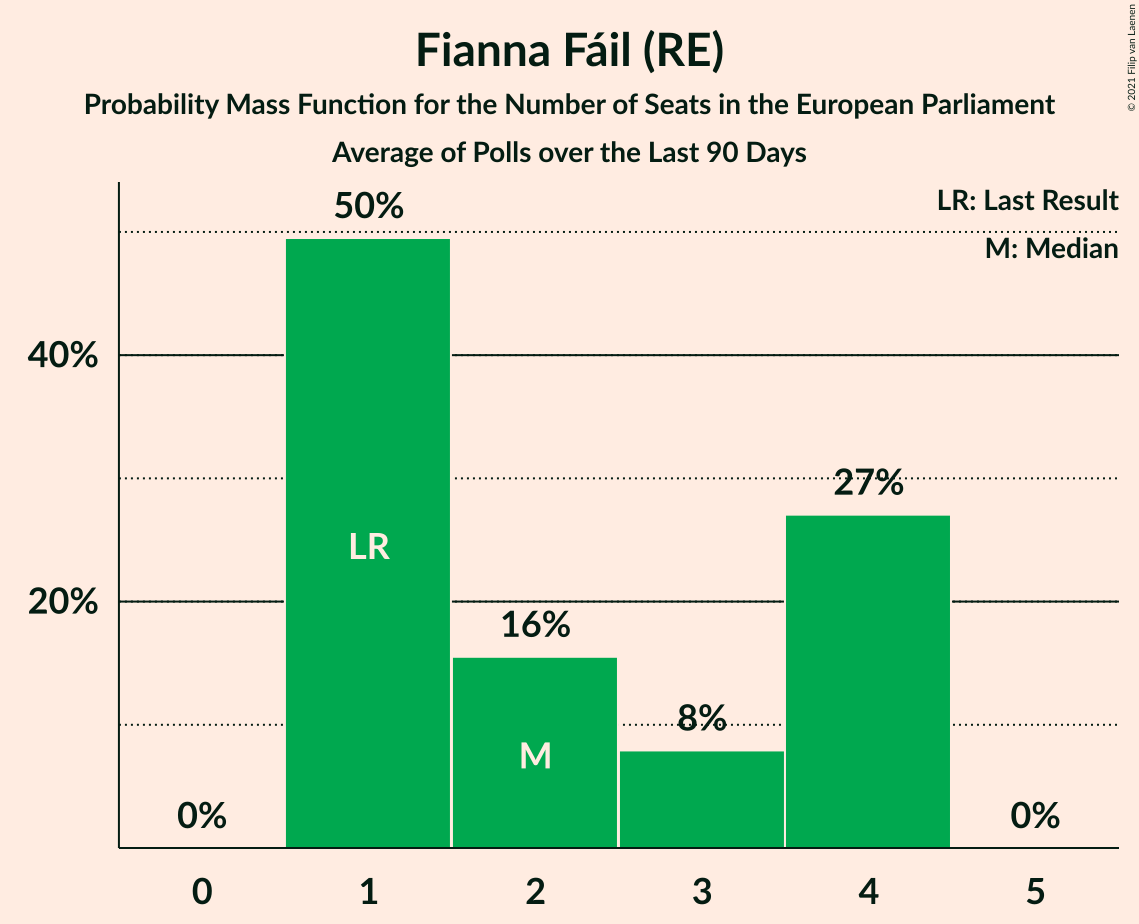 Fianna Fáil (RE)
Probability Mass Function for the Number of Seats in the European Parliament
Average of Polls over the Last 90 Days
© 2021 Filip van Laenen
LR: Last Result
M: Median
50%
40%
27%
LR
20%
16%
8%
M
0%
0%
0 1 2 3 4 5